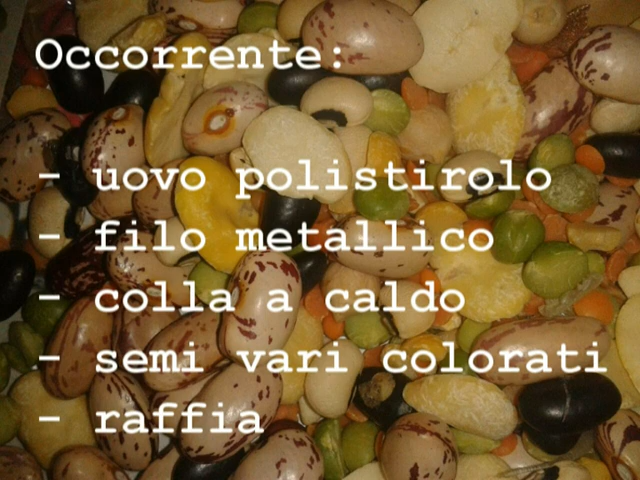 Occorrente:
- uovo polistirolo
- filo metallico
- colla a caldo
- semi vari colorati
- raffia